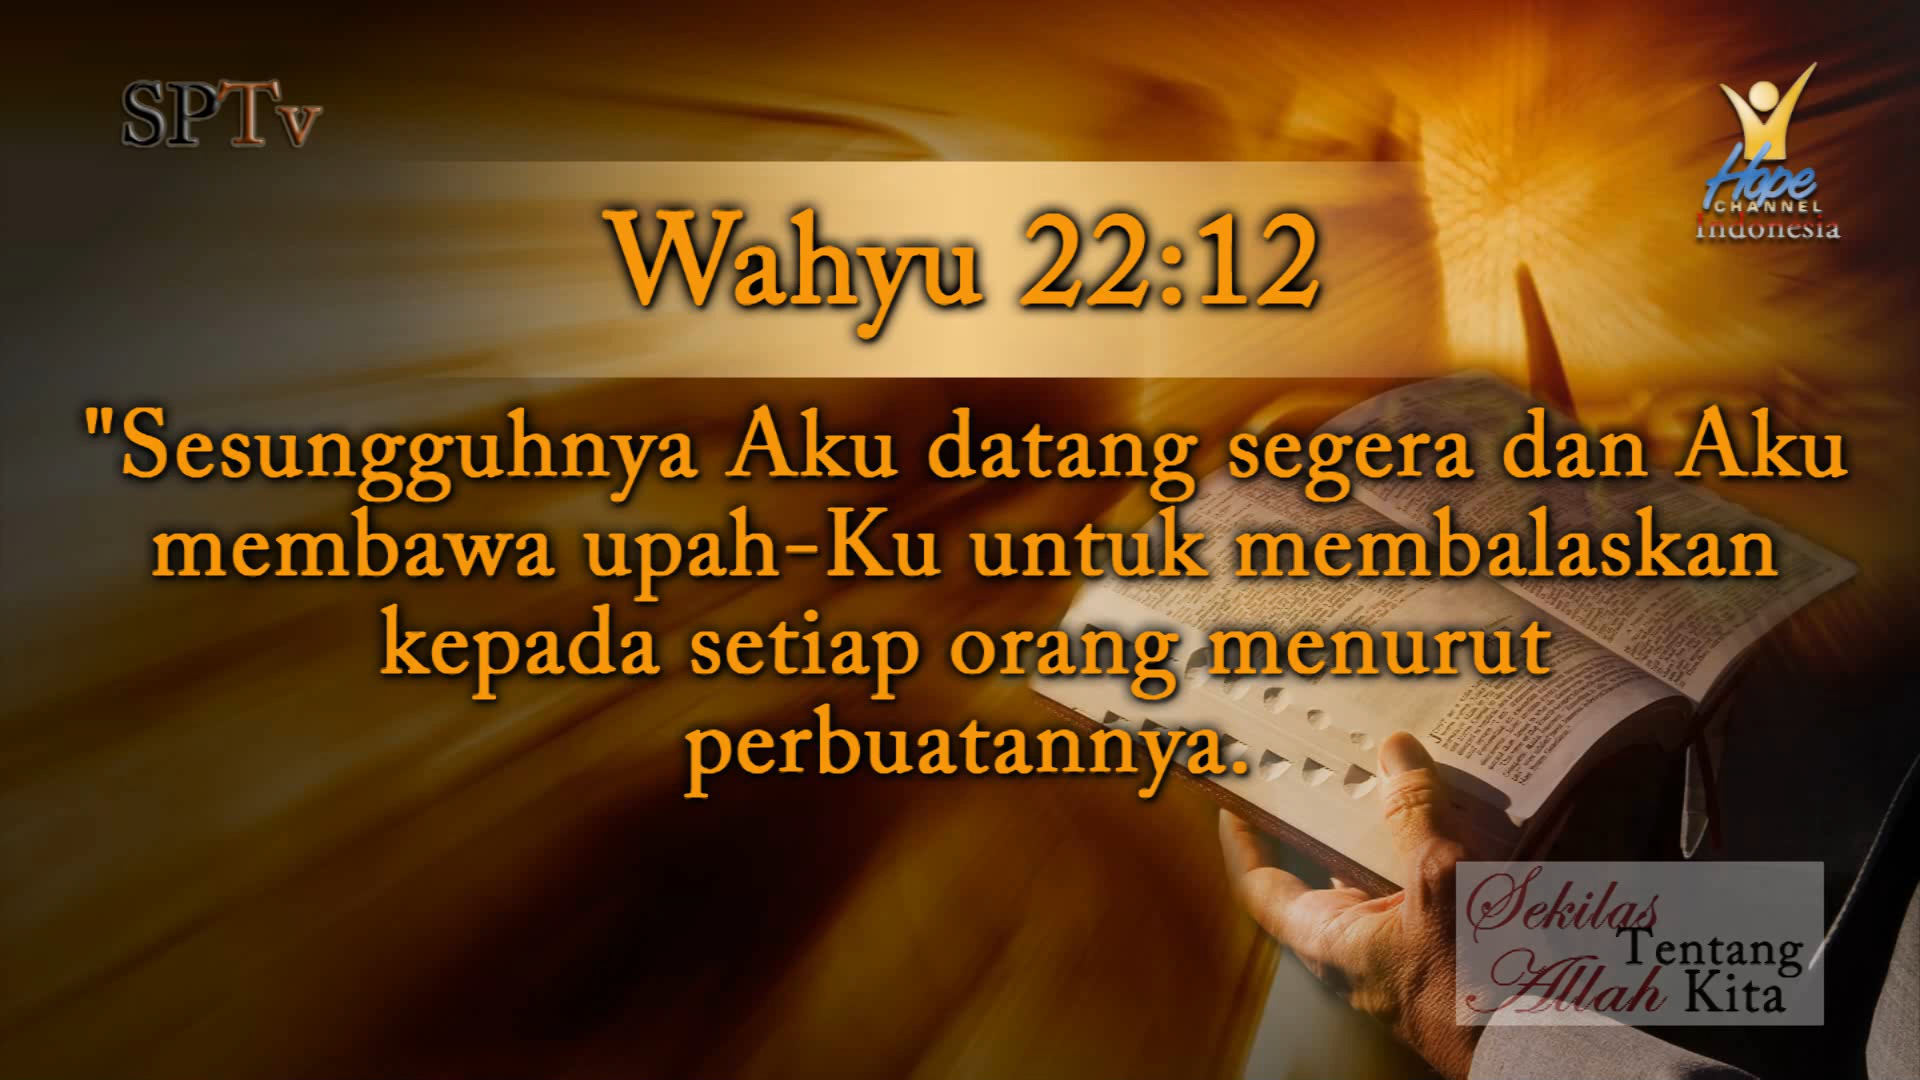 SPTv
Hope
CHANNEL
Indonesia
Wahyu 22:12
"Sesungguhnya Aku datang segera dan Aku
membawa upah-Ku untuk membalaskan
kepada setiap orang menurut
perbuatannya.
Sekilas
Tentang
Allah Kita